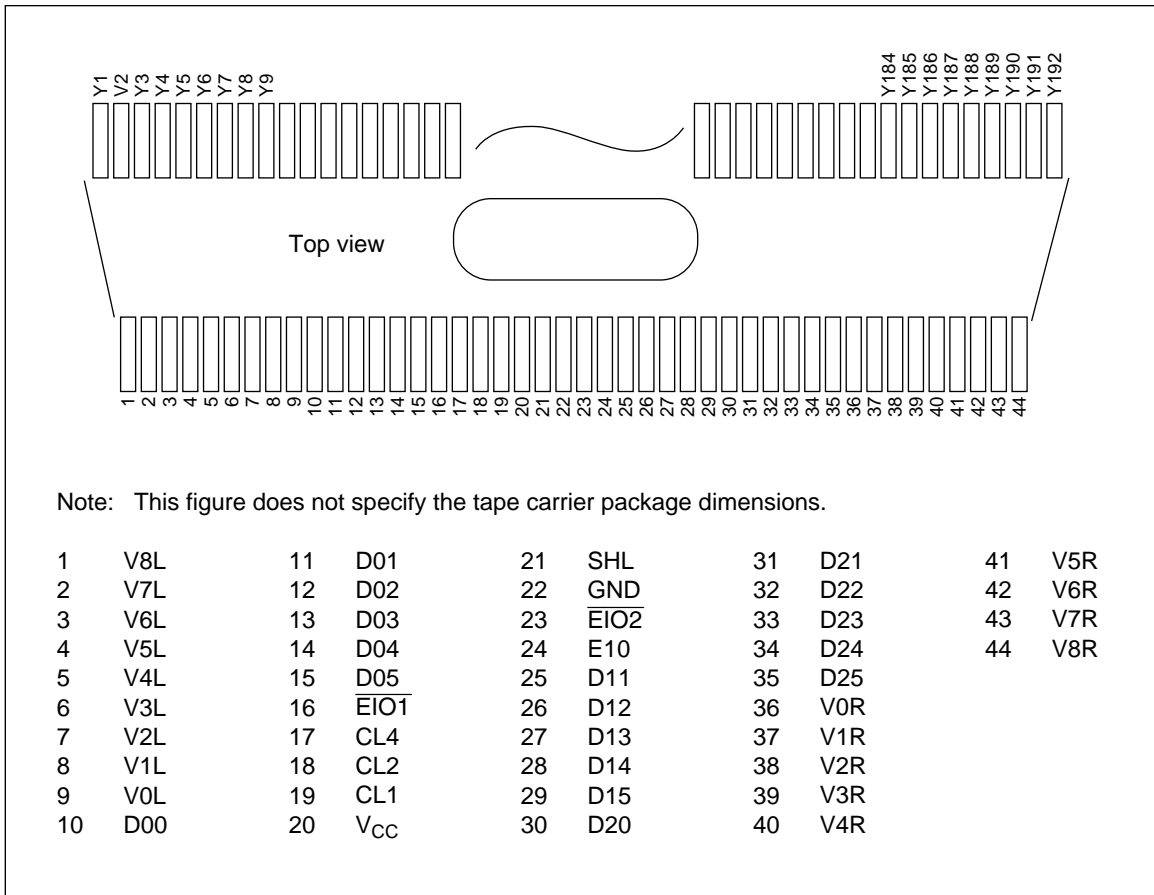 Y1 V2 Y3 Y4 Y5 Y6 Y7 Y8 Y9 Y184 Y185 Y186 Y187 Y188 Y189 Y190 Y191 Y192
Top view
1 2 3 4 5 6 7 8 9 10 11 12 13 14 15 16 17 18 19 20 21 22 23 24 25 26 27 28 29 30 31 32 33 34 35 36 37 38 39 40 41 42 43 44
Note: This figure does not specify the tape carrier package dimensions.
1 V8L 11 D01 21 SHL 31 D21 41 V5R
2 V7L 12 D02 22 GND 32 D22 42 V6R
3 V6L 13 D03 23 E̅I̅O̅2̅ 33 D23 43 V7R
4 V5L 14 D04 24 E10 34 D24 44 V8R
5 V4L 15 D05 25 D11 35 D25
6 V3L 16 E̅I̅O̅1̅ 26 D12 36 V0R
7 V2L 17 CL4 27 D13 37 V1R
8 V1L 18 CL2 28 D14 38 V2R
9 V0L 19 CL1 29 D15 39 V3R
10 D00 20 VCC 30 D20 40 V4R